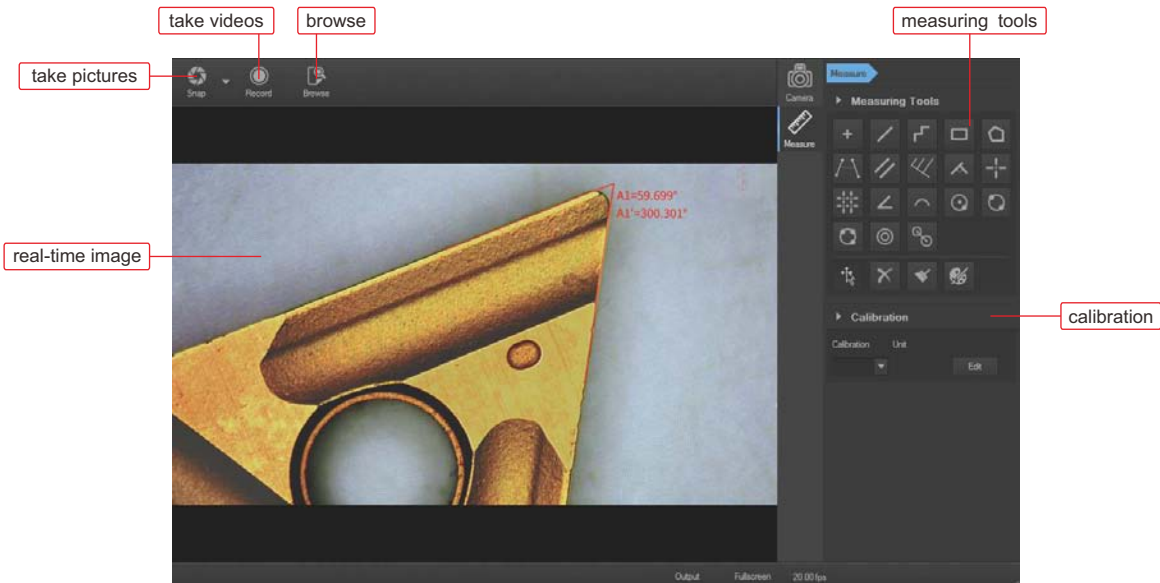 take videos
browse
measuring tools
take pictures
Snap
Record
Browse
Camera
Measure
Measure
Measuring Tools
A1=59.699°
A1'=300.301°
real-time image
Calibration
calibration
Calibration Unit
Edit
Output Fullscreen 20.00 fps